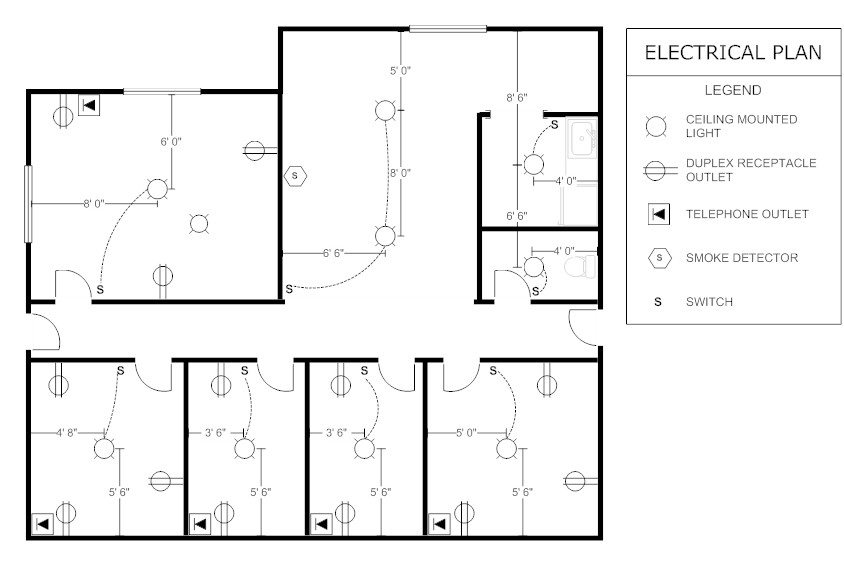 ELECTRICAL PLAN
LEGEND
CEILING MOUNTED
LIGHT
DUPLEX RECEPTACLE
OUTLET
TELEPHONE OUTLET
S
SMOKE DETECTOR
S
SWITCH
5' 0"
8' 6"
S
6' 0"
8' 0"
S
4' 0"
8' 0"
6' 6"
6' 6"
4' 0"
S
S
S
S
S
S
S
4' 8"
3' 6"
3' 6"
5' 0"
5' 6"
5' 6"
5' 6"
5' 6"